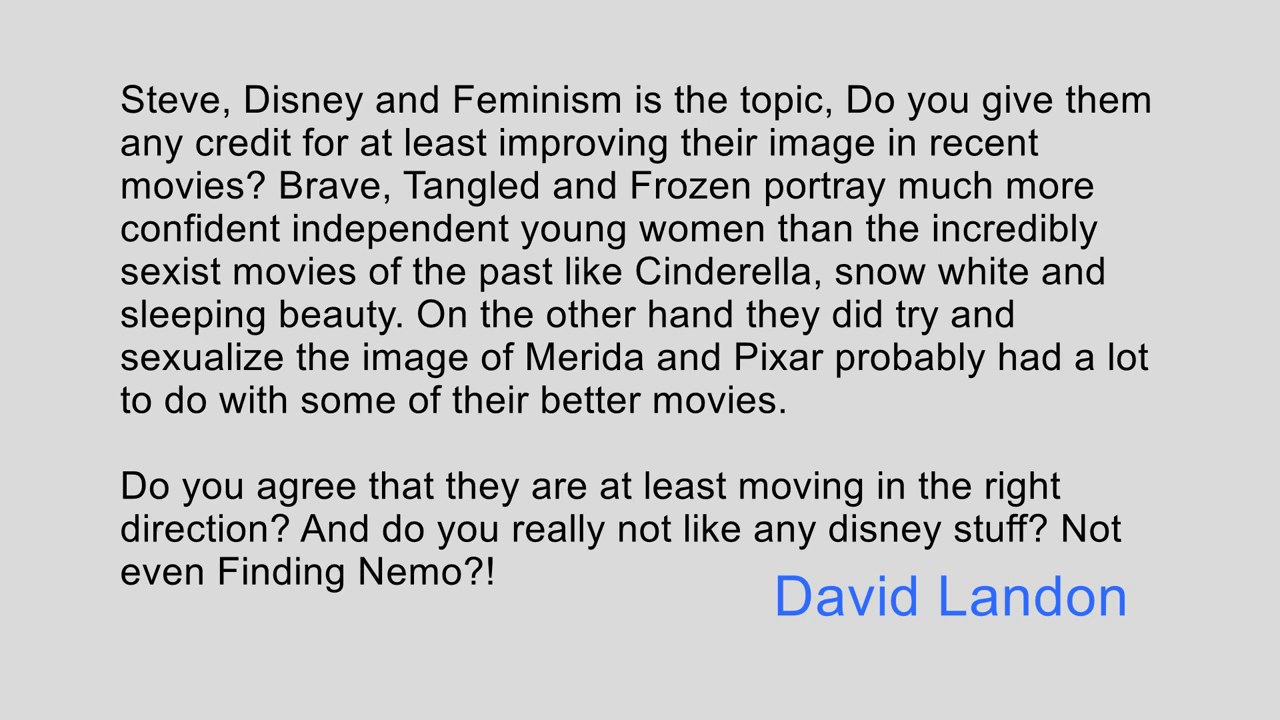 Steve, Disney and Feminism is the topic, Do you give them
any credit for at least improving their image in recent
movies? Brave, Tangled and Frozen portray much more
confident independent young women than the incredibly
sexist movies of the past like Cinderella, snow white and
sleeping beauty. On the other hand they did try and
sexualize the image of Merida and Pixar probably had a lot
to do with some of their better movies.
Do you agree that they are at least moving in the right
direction? And do you really not like any disney stuff? Not
even Finding Nemo?!
David Landon